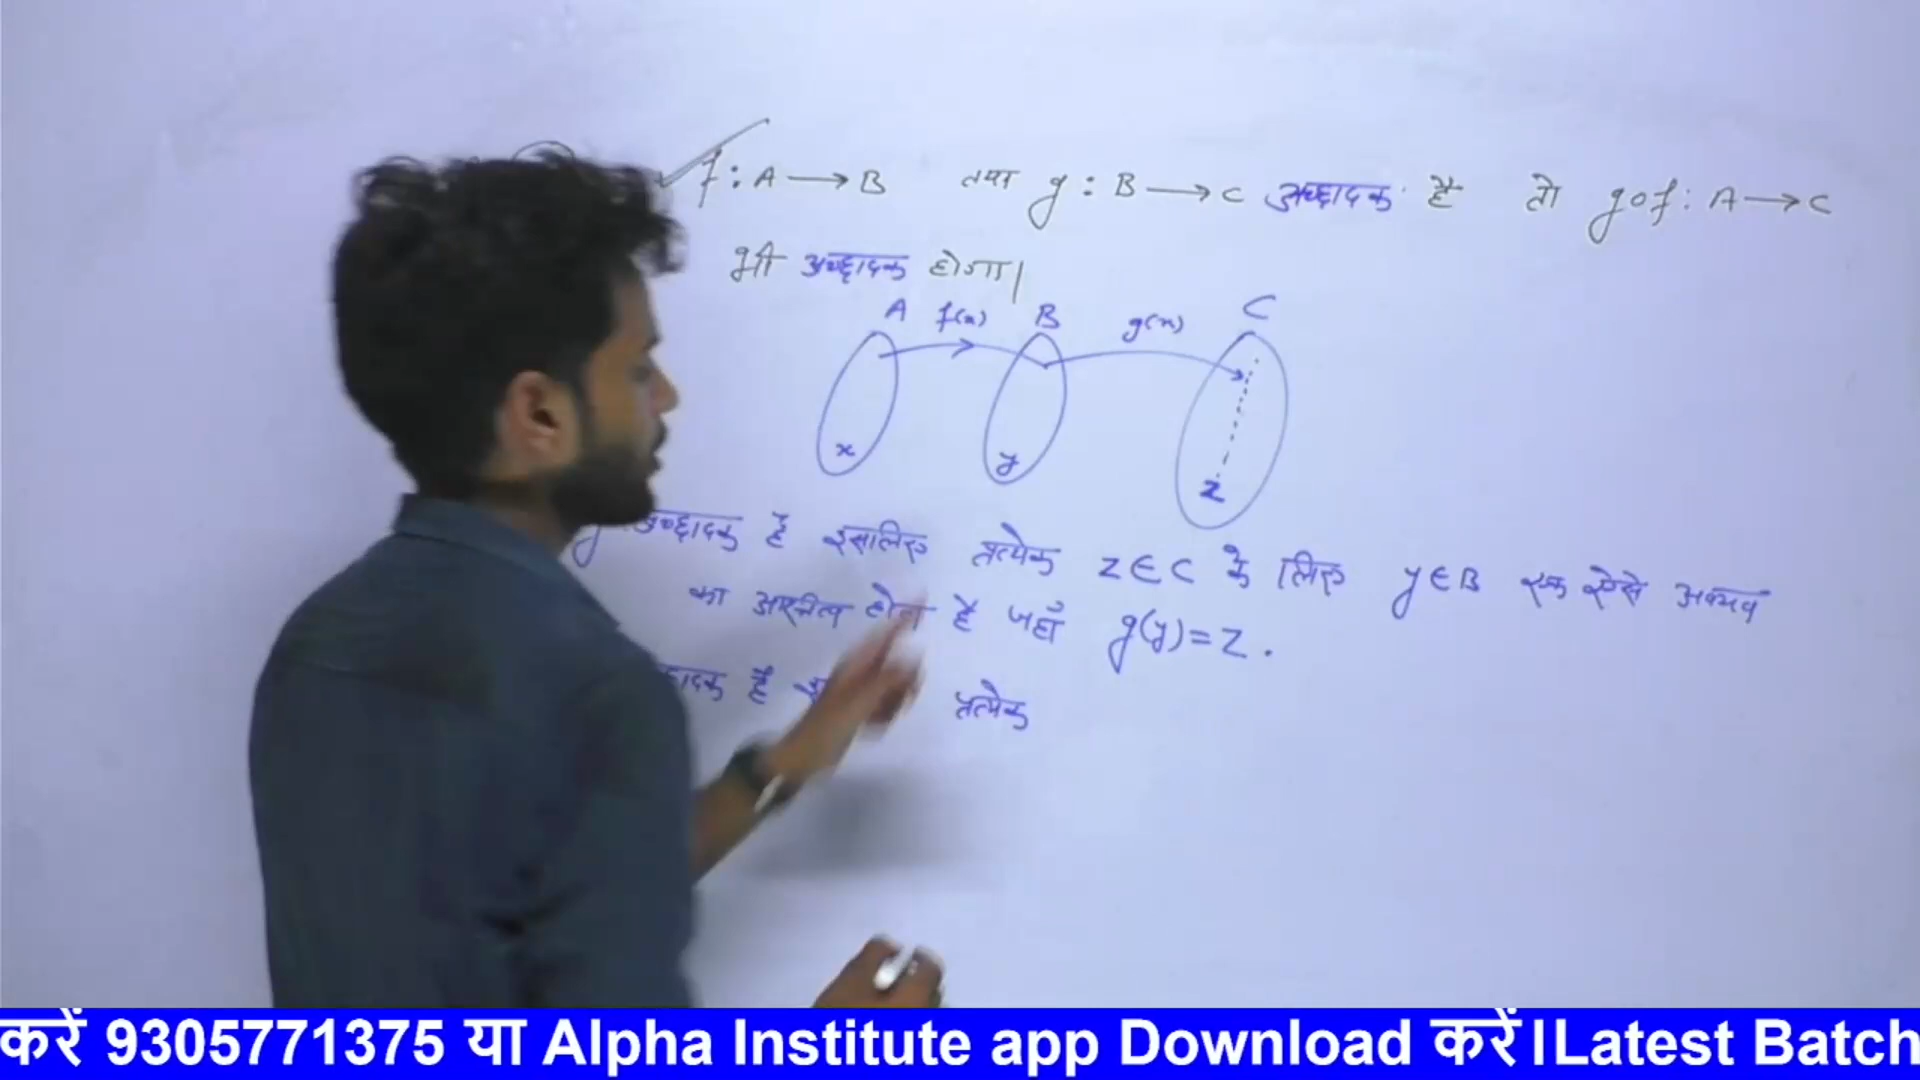 f : A → B तथा g : B → C आच्छादक है तो gof : A → C
भी आच्छादक होगा|
A f(x) B g(x) C
x y z
g आच्छादक है इसलिए प्रत्येक z ∈ C के लिए y ∈ B एक ऐसे अवयव
का अस्तित्व होता है जहाँ g(y) = z .
है प्रत्येक
करें 9305771375 या Alpha Institute app Download करें।Latest Batch